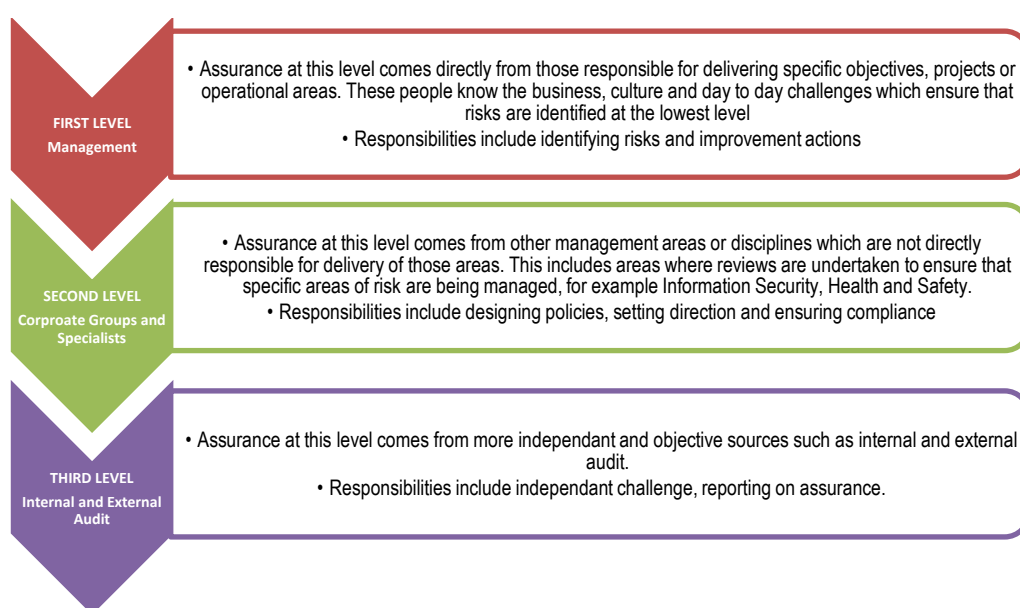 FIRST LEVEL
Management
• Assurance at this level comes directly from those responsible for delivering specific objectives, projects or
operational areas. These people know the business, culture and day to day challenges which ensure that
risks are identified at the lowest level
• Responsibilities include identifying risks and improvement actions
SECOND LEVEL
Corproate Groups and
Specialists
• Assurance at this level comes from other management areas or disciplines which are not directly
responsible for delivery of those areas. This includes areas where reviews are undertaken to ensure that
specific areas of risk are being managed, for example Information Security, Health and Safety.
• Responsibilities include designing policies, setting direction and ensuring compliance
THIRD LEVEL
Internal and External
Audit
• Assurance at this level comes from more independant and objective sources such as internal and external
audit.
• Responsibilities include independant challenge, reporting on assurance.